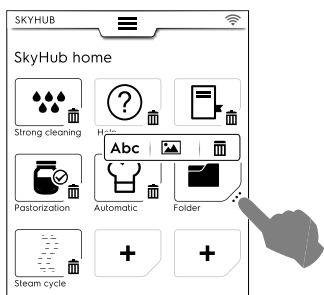 SKYHUB
SkyHub home
Strong cleaning
Help
Abc
Pastorization
Automatic
Folder
Steam cycle